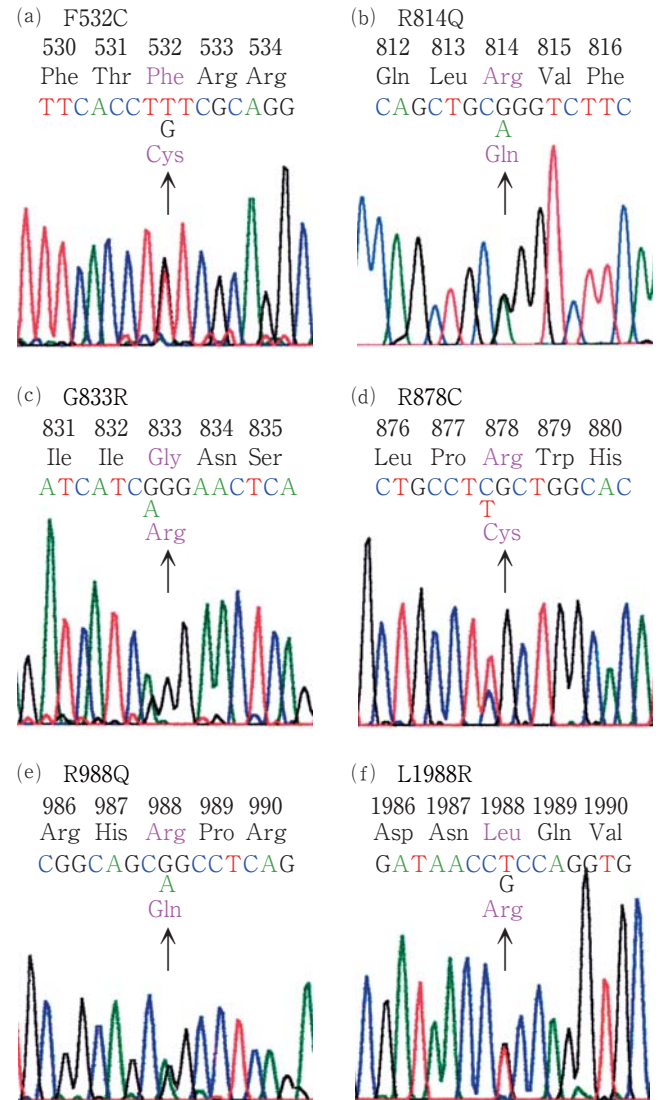 (a) F532C
530 531 532 533 534
Phe Thr Phe Arg Arg
TTCACCTTTCGCAGG
G
Cys
(b) R814Q
812 813 814 815 816
Gln Leu Arg Val Phe
CAGCTGCGGGTCTTC
A
Gln
(c) G833R
831 832 833 834 835
Ile Ile Gly Asn Ser
ATCATCGGGAACTCA
A
Arg
(d) R878C
876 877 878 879 880
Leu Pro Arg Trp His
CTGCCTCGCTGGCAC
T
Cys
(e) R988Q
986 987 988 989 990
Arg His Arg Pro Arg
CGGCAGCGGCCTCAG
A
Gln
(f) L1988R
1986 1987 1988 1989 1990
Asp Asn Leu Gln Val
GATAACCTCCAGGTG
G
Arg